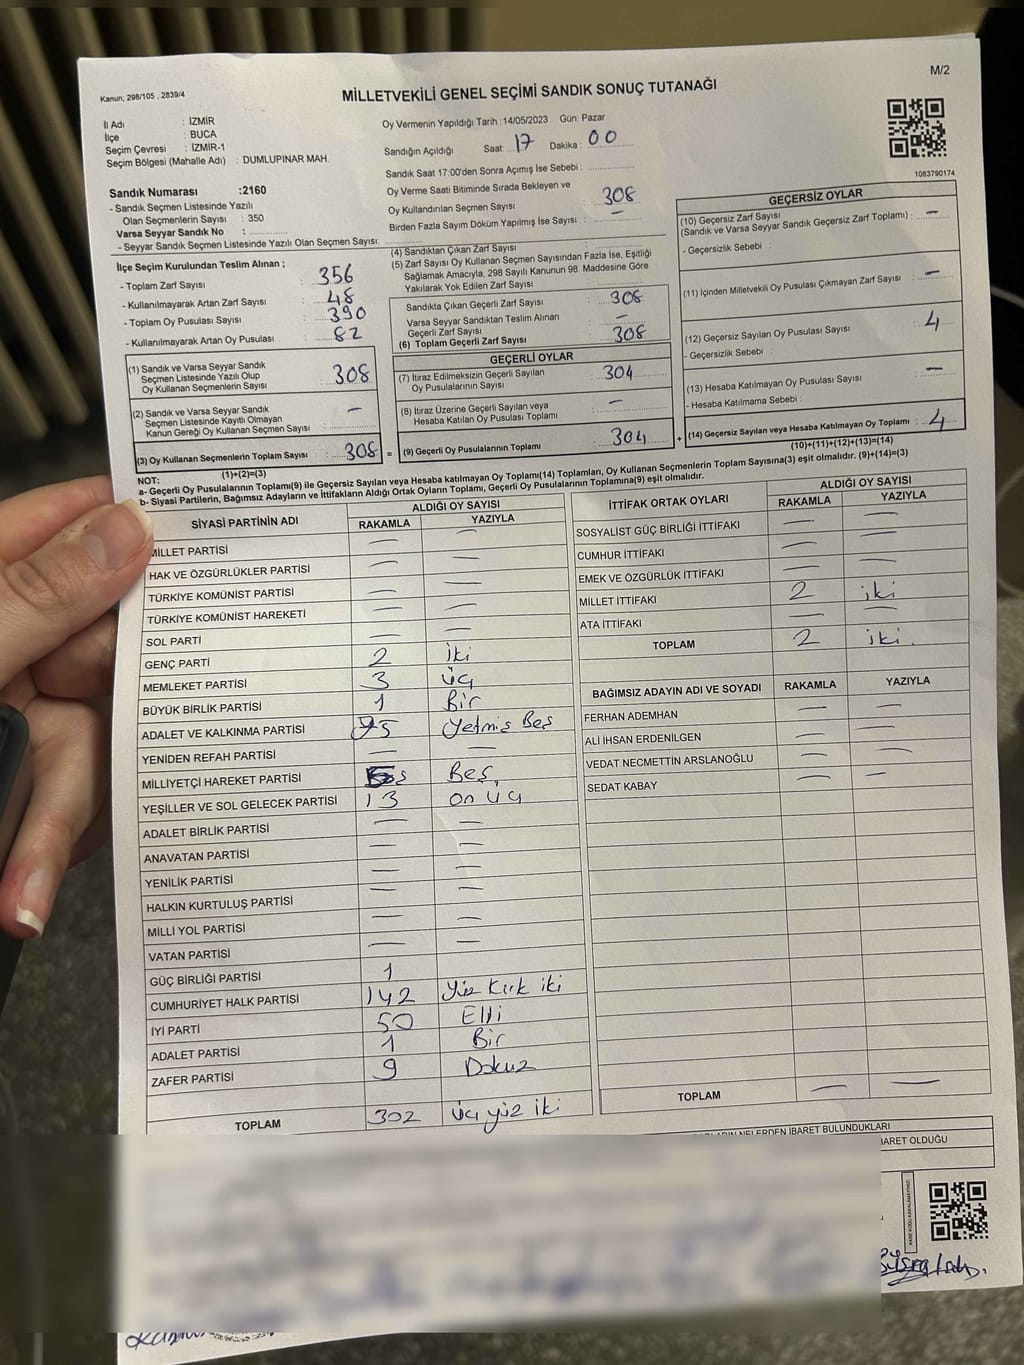 M/2
Kanun; 298/105 , 2839/4
MİLLETVEKİLİ GENEL SEÇİMİ SANDIK SONUÇ TUTANAĞI
İl Adı : İZMİR
İlçe : BUCA
Seçim Çevresi : İZMİR-1
Seçim Bölgesi (Mahalle Adı) : DUMLUPINAR MAH.
Oy Vermenin Yapıldığı Tarih :14/05/2023 Gün: Pazar
Sandığın Açıldığı Saat: 17 Dakika: 00
Sandık Saat 17:00'den Sonra Açılmış İse Sebebi :
Oy Verme Saati Bitiminde Sırada Bekleyen ve
Oy Kullandırılan Seçmen Sayısı : 308
Birden Fazla Sayım Döküm Yapılmış İse Sayısı : —
1083790174
Sandık Numarası :2160
- Sandık Seçmen Listesinde Yazılı
Olan Seçmenlerin Sayısı : 350
Varsa Seyyar Sandık No :
- Seyyar Sandık Seçmen Listesinde Yazılı Olan Seçmen Sayısı:
İlçe Seçim Kurulundan Teslim Alınan ;
- Toplam Zarf Sayısı : 356
- Kullanılmayarak Artan Zarf Sayısı : 48
- Toplam Oy Pusulası Sayısı : 390
- Kullanılmayarak Artan Oy Pusulası : 82
(1) Sandık ve Varsa Seyyar Sandık
Seçmen Listesinde Yazılı Olup
Oy Kullanan Seçmenlerin Sayısı : 308
(2) Sandık ve Varsa Seyyar Sandık
Seçmen Listesinde Kayıtlı Olmayan
Kanun Gereği Oy Kullanan Seçmen Sayısı : —
(3) Oy Kullanan Seçmenlerin Toplam Sayısı : 308 =
(1)+(2)=(3)
(4) Sandıktan Çıkan Zarf Sayısı :
(5) Zarf Sayısı Oy Kullanan Seçmen Sayısından Fazla İse, Eşitliği
Sağlamak Amacıyla, 298 Sayılı Kanunun 98. Maddesine Göre
Yakılarak Yok Edilen Zarf Sayısı :
Sandıkta Çıkan Geçerli Zarf Sayısı : 308
Varsa Seyyar Sandıktan Teslim Alınan
Geçerli Zarf Sayısı : —
(6) Toplam Geçerli Zarf Sayısı : 308
GEÇERLİ OYLAR
(7) İtiraz Edilmeksizin Geçerli Sayılan
Oy Pusulalarının Sayısı : 304
(8) İtiraz Üzerine Geçerli Sayılan veya
Hesaba Katılan Oy Pusulası Toplamı : —
(9) Geçerli Oy Pusulalarının Toplamı : 304 +
GEÇERSİZ OYLAR
(10) Geçersiz Zarf Sayısı
(Sandık ve Varsa Seyyar Sandık Geçersiz Zarf Toplamı) : —
- Geçersizlik Sebebi :
(11) İçinden Milletvekili Oy Pusulası Çıkmayan Zarf Sayısı : —
(12) Geçersiz Sayılan Oy Pusulası Sayısı : 4
- Geçersizlik Sebebi :
(13) Hesaba Katılmayan Oy Pusulası Sayısı : —
- Hesaba Katılmama Sebebi :
(14) Geçersiz Sayılan veya Hesaba Katılmayan Oy Toplamı : 4
(10)+(11)+(12)+(13)=(14)
NOT:
a- Geçerli Oy Pusulalarının Toplamı(9) ile Geçersiz Sayılan veya Hesaba katılmayan Oy Toplamı(14) Toplamları, Oy Kullanan Seçmenlerin Toplam Sayısına(3) eşit olmalıdır. (9)+(14)=(3)
b- Siyasi Partilerin, Bağımsız Adayların ve İttifakların Aldığı Ortak Oyların Toplamı, Geçerli Oy Pusulalarının Toplamına(9) eşit olmalıdır.
SİYASİ PARTİNİN ADI ALDIĞI OY SAYISI
RAKAMLA YAZIYLA
MİLLET PARTİSİ — —
HAK VE ÖZGÜRLÜKLER PARTİSİ — —
TÜRKİYE KOMÜNİST PARTİSİ — —
TÜRKİYE KOMÜNİST HAREKETİ — —
SOL PARTİ — —
GENÇ PARTİ 2 İki
MEMLEKET PARTİSİ 3 üç
BÜYÜK BİRLİK PARTİSİ 1 Bir
ADALET VE KALKINMA PARTİSİ 75 Yetmiş Beş
YENİDEN REFAH PARTİSİ — —
MİLLİYETÇİ HAREKET PARTİSİ Beş
YEŞİLLER VE SOL GELECEK PARTİSİ 13 on üç
ADALET BİRLİK PARTİSİ — —
ANAVATAN PARTİSİ — —
YENİLİK PARTİSİ — —
HALKIN KURTULUŞ PARTİSİ — —
MİLLİ YOL PARTİSİ — —
VATAN PARTİSİ — —
GÜÇ BİRLİĞİ PARTİSİ 1
CUMHURİYET HALK PARTİSİ 142 Yüz Kırk iki
İYİ PARTİ 50 Elli
ADALET PARTİSİ 1 Bir
ZAFER PARTİSİ 9 Dokuz
TOPLAM 302 üç yüz iki
İTTİFAK ORTAK OYLARI ALDIĞI OY SAYISI
RAKAMLA YAZIYLA
SOSYALİST GÜÇ BİRLİĞİ İTTİFAKI — —
CUMHUR İTTİFAKI — —
EMEK VE ÖZGÜRLÜK İTTİFAKI — —
MİLLET İTTİFAKI 2 iki
ATA İTTİFAKI — —
TOPLAM 2 iki.
BAĞIMSIZ ADAYIN ADI VE SOYADI RAKAMLA YAZIYLA
FERHAN ADEMHAN — —
ALİ İHSAN ERDENİLGEN — —
VEDAT NECMETTİN ARSLANOĞLU — —
SEDAT KABAY — —
TOPLAM — —
NELERDEN İBARET BULUNDUKLARI
BARET OLDUĞU